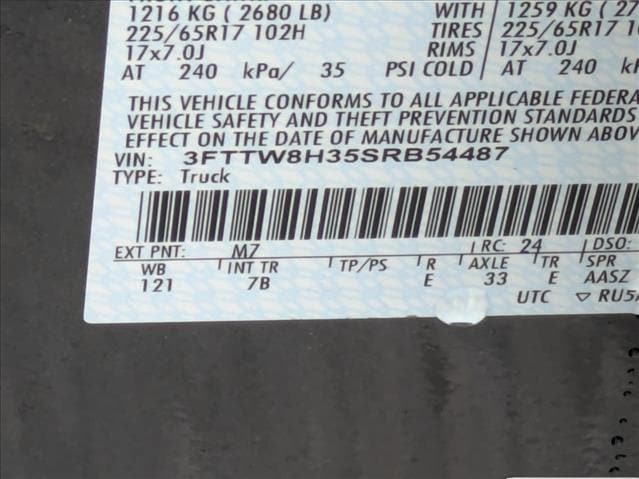 1216 KG ( 2680 LB) WITH 1259 KG ( 27
225/65R17 102H TIRES 225/65R17 102H
17x7.0J RIMS 17x7.0J
AT 240 kPa/ 35 PSI COLD AT 240 kP
THIS VEHICLE CONFORMS TO ALL APPLICABLE FEDERA
VEHICLE SAFETY AND THEFT PREVENTION STANDARDS
EFFECT ON THE DATE OF MANUFACTURE SHOWN ABOV
VIN: 3FTTW8H35SRB54487
TYPE: Truck
EXT PNT: M7 RC: 24 DSO:
WB INT TR TP/PS R AXLE TR SPR
121 7B E 33 E AASZ
UTC ▽ RU5